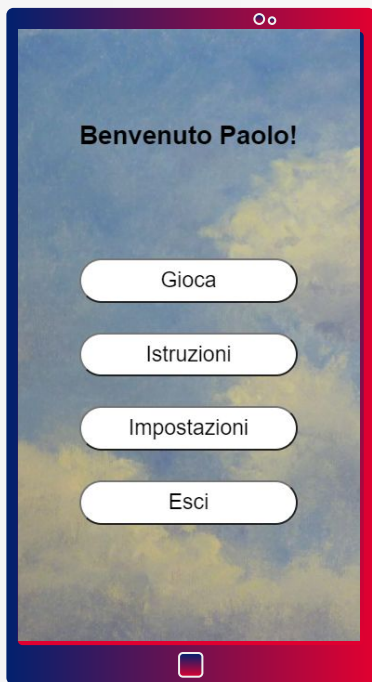 Benvenuto Paolo!
Gioca
Istruzioni
Impostazioni
Esci